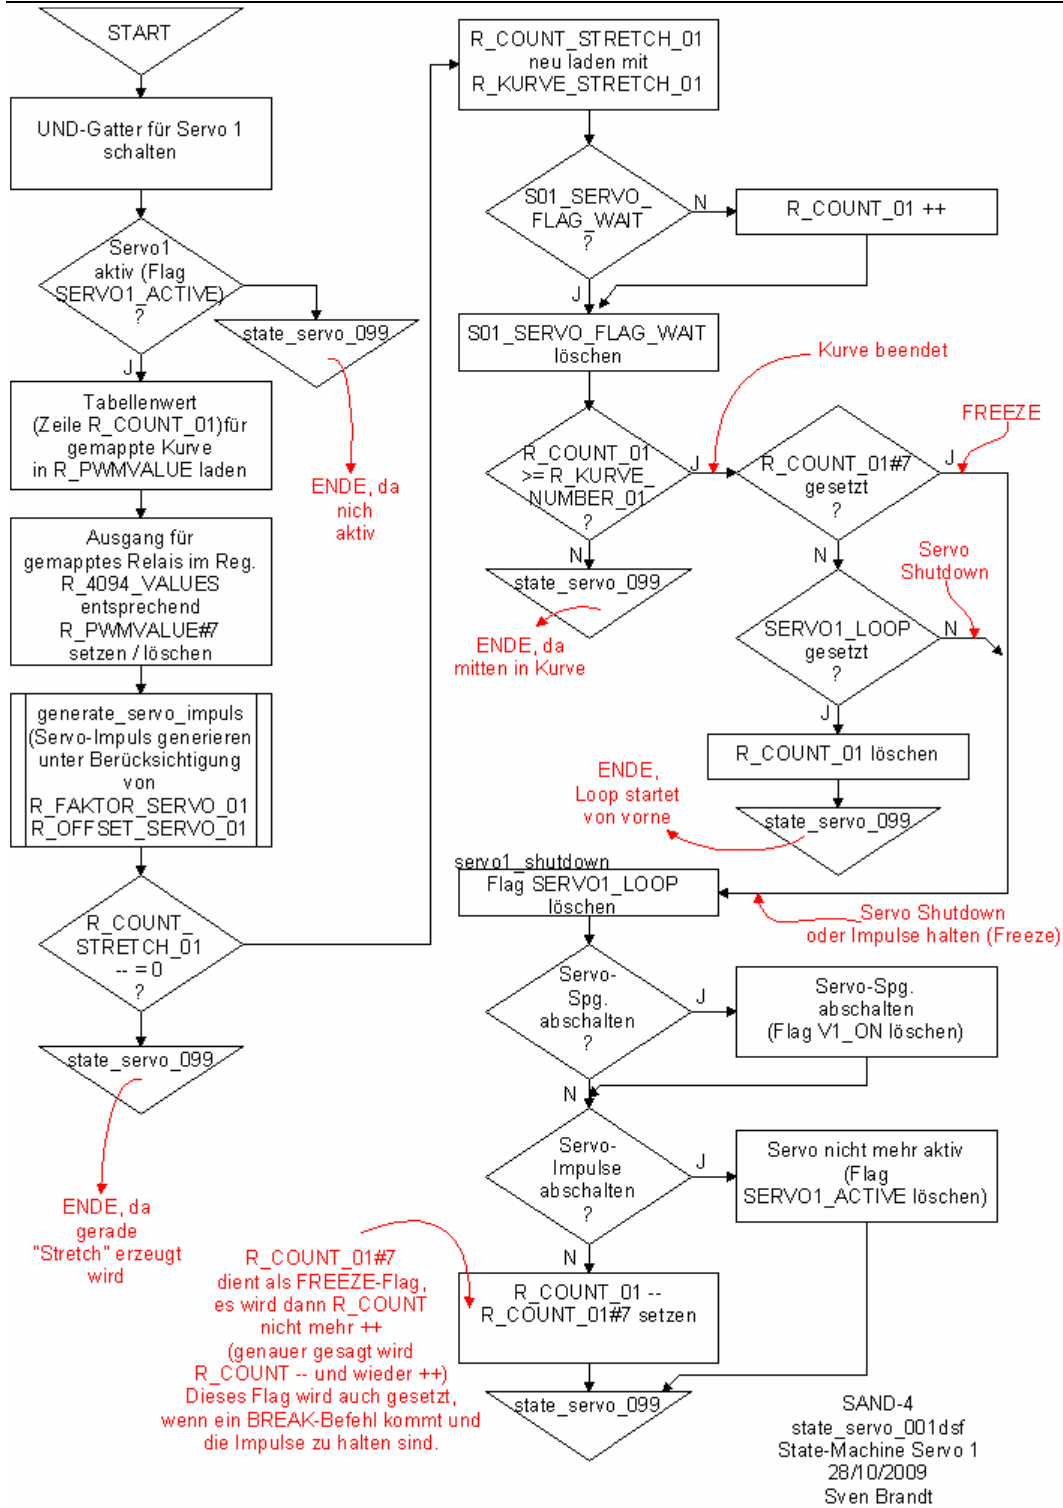 START
UND-Gatter für Servo 1
schalten
Servo1
aktiv (Flag
SERVO1_ACTIVE)
?
J
state_servo_099
ENDE, da
nich
aktiv
Tabellenwert
(Zeile R_COUNT_01)für
gemappte Kurve
in R_PWMVALUE laden
Ausgang für
gemapptes Relais im Reg.
R_4094_VALUES
entsprechend
R_PWMVALUE#7
setzen / löschen
generate_servo_impuls
(Servo-Impuls generieren
unter Berücksichtigung
von
R_FAKTOR_SERVO_01
R_OFFSET_SERVO_01
R_COUNT_
STRETCH_01
-- = 0
?
state_servo_099
ENDE, da
gerade
"Stretch" erzeugt
wird
R_COUNT_STRETCH_01
neu laden mit
R_KURVE_STRETCH_01
S01_SERVO_
FLAG_WAIT
?
N
R_COUNT_01 ++
J
S01_SERVO_FLAG_WAIT
löschen
Kurve beendet
R_COUNT_01
>= R_KURVE_
NUMBER_01
?
J
N
state_servo_099
ENDE, da
mitten in Kurve
FREEZE
R_COUNT_01#7
gesetzt
?
J
N
Servo
Shutdown
SERVO1_LOOP
gesetzt
?
N
J
R_COUNT_01 löschen
ENDE,
Loop startet
von vorne
state_servo_099
servo1_shutdown
Flag SERVO1_LOOP
löschen
Servo Shutdown
oder Impulse halten (Freeze)
Servo-
Spg.
abschalten
?
J
Servo-Spg.
abschalten
(Flag V1_ON löschen)
N
Servo-
Impulse
abschalten
?
J
Servo nicht mehr aktiv
(Flag
SERVO1_ACTIVE löschen)
N
R_COUNT_01 --
R_COUNT_01#7 setzen
R_COUNT_01#7
dient als FREEZE-Flag,
es wird dann R_COUNT
nicht mehr ++
(genauer gesagt wird
R_COUNT -- und wieder ++)
Dieses Flag wird auch gesetzt,
wenn ein BREAK-Befehl kommt und
die Impulse zu halten sind.
state_servo_099
SAND-4
state_servo_001dsf
State-Machine Servo 1
28/10/2009
Sven Brandt